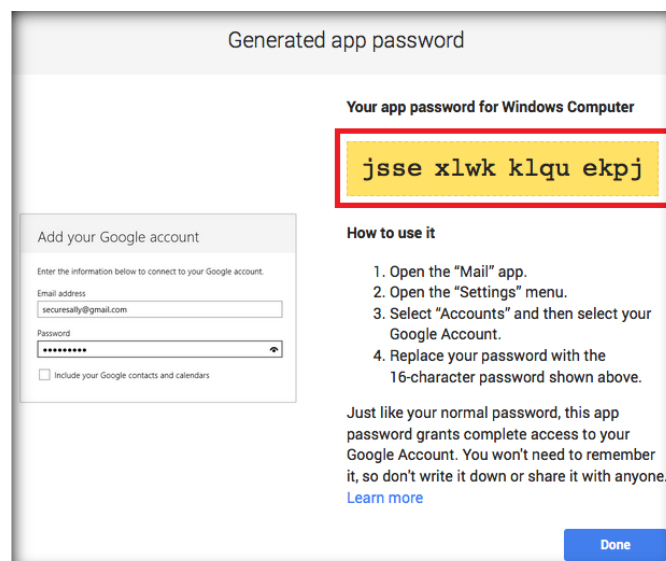 Generated app password
Your app password for Windows Computer
jsse xlwk klqu ekpj
Add your Google account
Enter the information below to connect to your Google account.
Email address
securesally@gmail.com
Password
•••••••••
Include your Google contacts and calendars
How to use it
1. Open the “Mail” app.
2. Open the “Settings” menu.
3. Select “Accounts” and then select your
Google Account.
4. Replace your password with the
16-character password shown above.
Just like your normal password, this app
password grants complete access to your
Google Account. You won't need to remember
it, so don't write it down or share it with anyone.
Learn more
Done